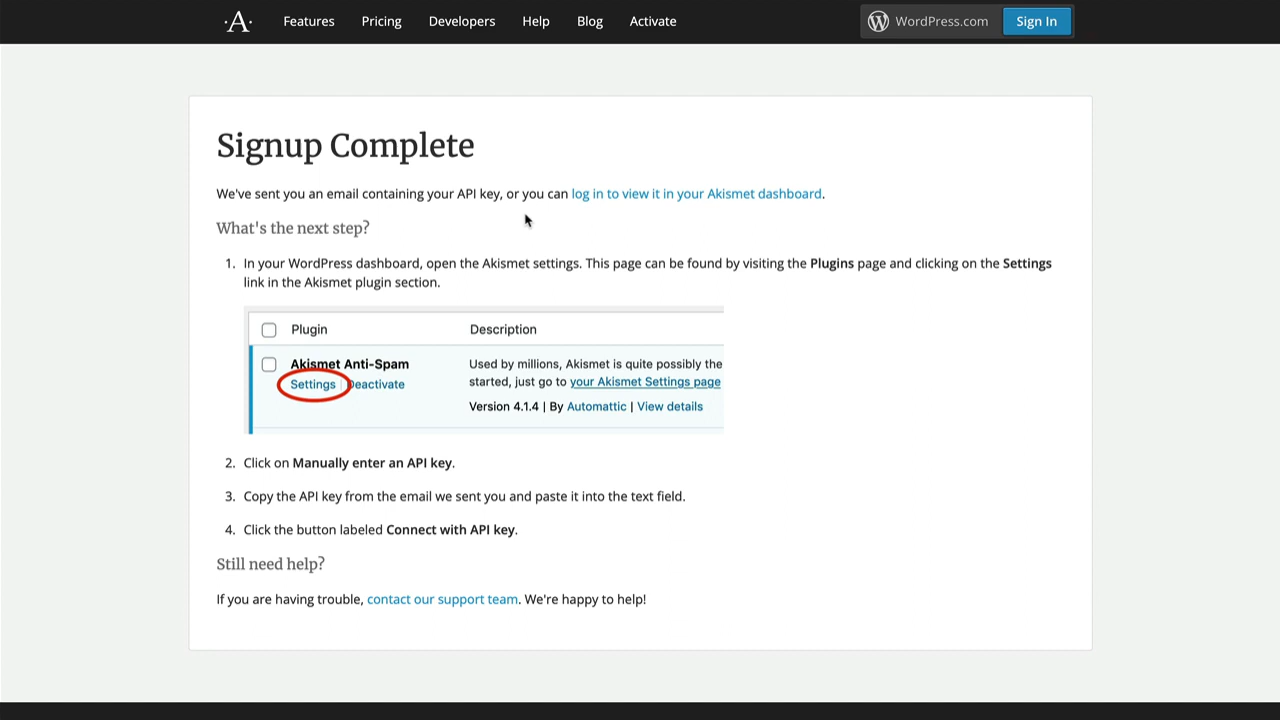 ·A· Features Pricing Developers Help Blog Activate WordPress.com Sign In
Signup Complete
We've sent you an email containing your API key, or you can log in to view it in your Akismet dashboard.
What's the next step?
1. In your WordPress dashboard, open the Akismet settings. This page can be found by visiting the Plugins page and clicking on the Settings
link in the Akismet plugin section.
Plugin Description
Akismet Anti-Spam Used by millions, Akismet is quite possibly the
Settings | Deactivate started, just go to your Akismet Settings page
Version 4.1.4 | By Automattic | View details
2. Click on Manually enter an API key.
3. Copy the API key from the email we sent you and paste it into the text field.
4. Click the button labeled Connect with API key.
Still need help?
If you are having trouble, contact our support team. We're happy to help!